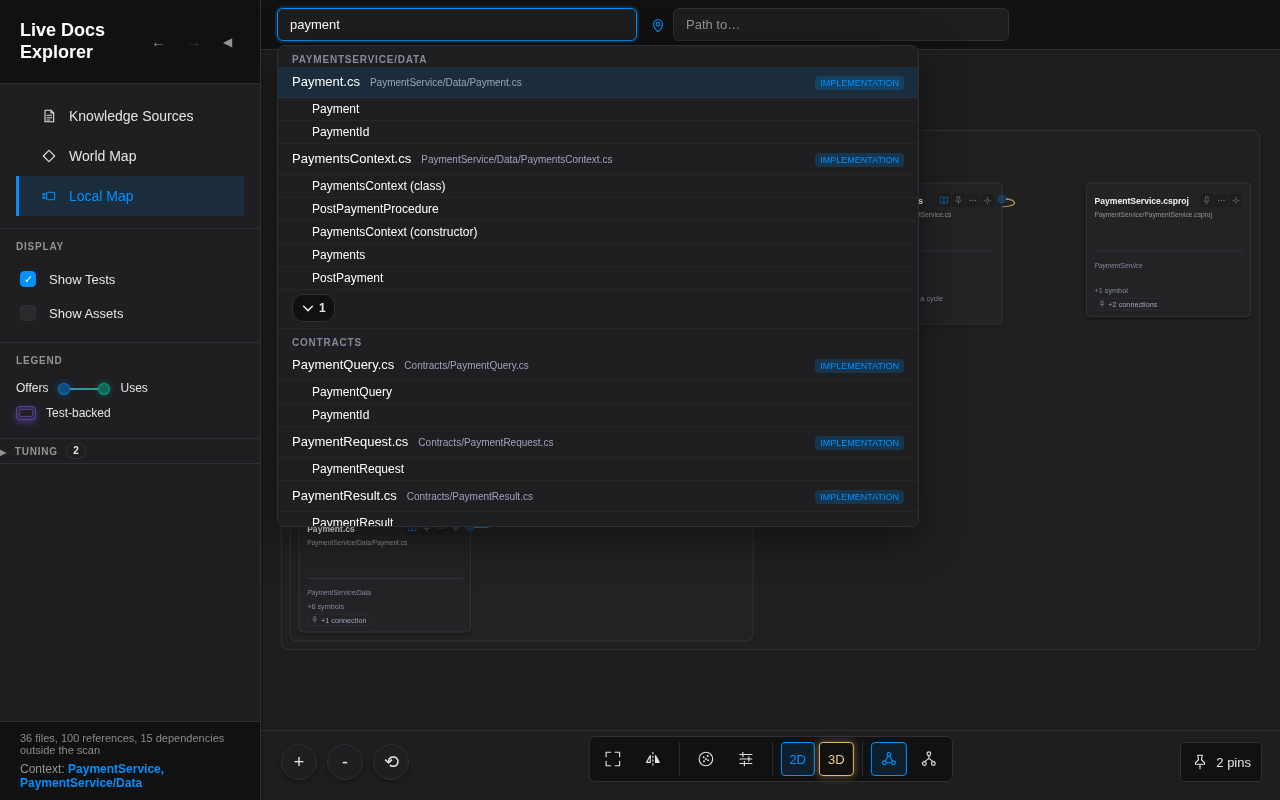 Live Docs
Explorer
payment
Path to…
Knowledge Sources
World Map
Local Map
DISPLAY
✓ Show Tests
Show Assets
LEGEND
Offers Uses
Test-backed
TUNING 2
36 files, 100 references, 15 dependencies
outside the scan
Context: PaymentService,
PaymentService/Data
PAYMENTSERVICE/DATA
Payment.cs PaymentService/Data/Payment.cs IMPLEMENTATION
Payment
PaymentId
PaymentsContext.cs PaymentService/Data/PaymentsContext.cs IMPLEMENTATION
PaymentsContext (class)
PostPaymentProcedure
PaymentsContext (constructor)
Payments
PostPayment
1
CONTRACTS
PaymentQuery.cs Contracts/PaymentQuery.cs IMPLEMENTATION
PaymentQuery
PaymentId
PaymentRequest.cs Contracts/PaymentRequest.cs IMPLEMENTATION
PaymentRequest
PaymentResult.cs Contracts/PaymentResult.cs IMPLEMENTATION
PaymentResult
s
tService.cs
a cycle
PaymentService.csproj
PaymentService/PaymentService.csproj
PaymentService
+1 symbol
+2 connections
Payment.cs
PaymentService/Data/Payment.cs
PaymentService/Data
+6 symbols
+1 connection
+ - ⟲
2D 3D
2 pins